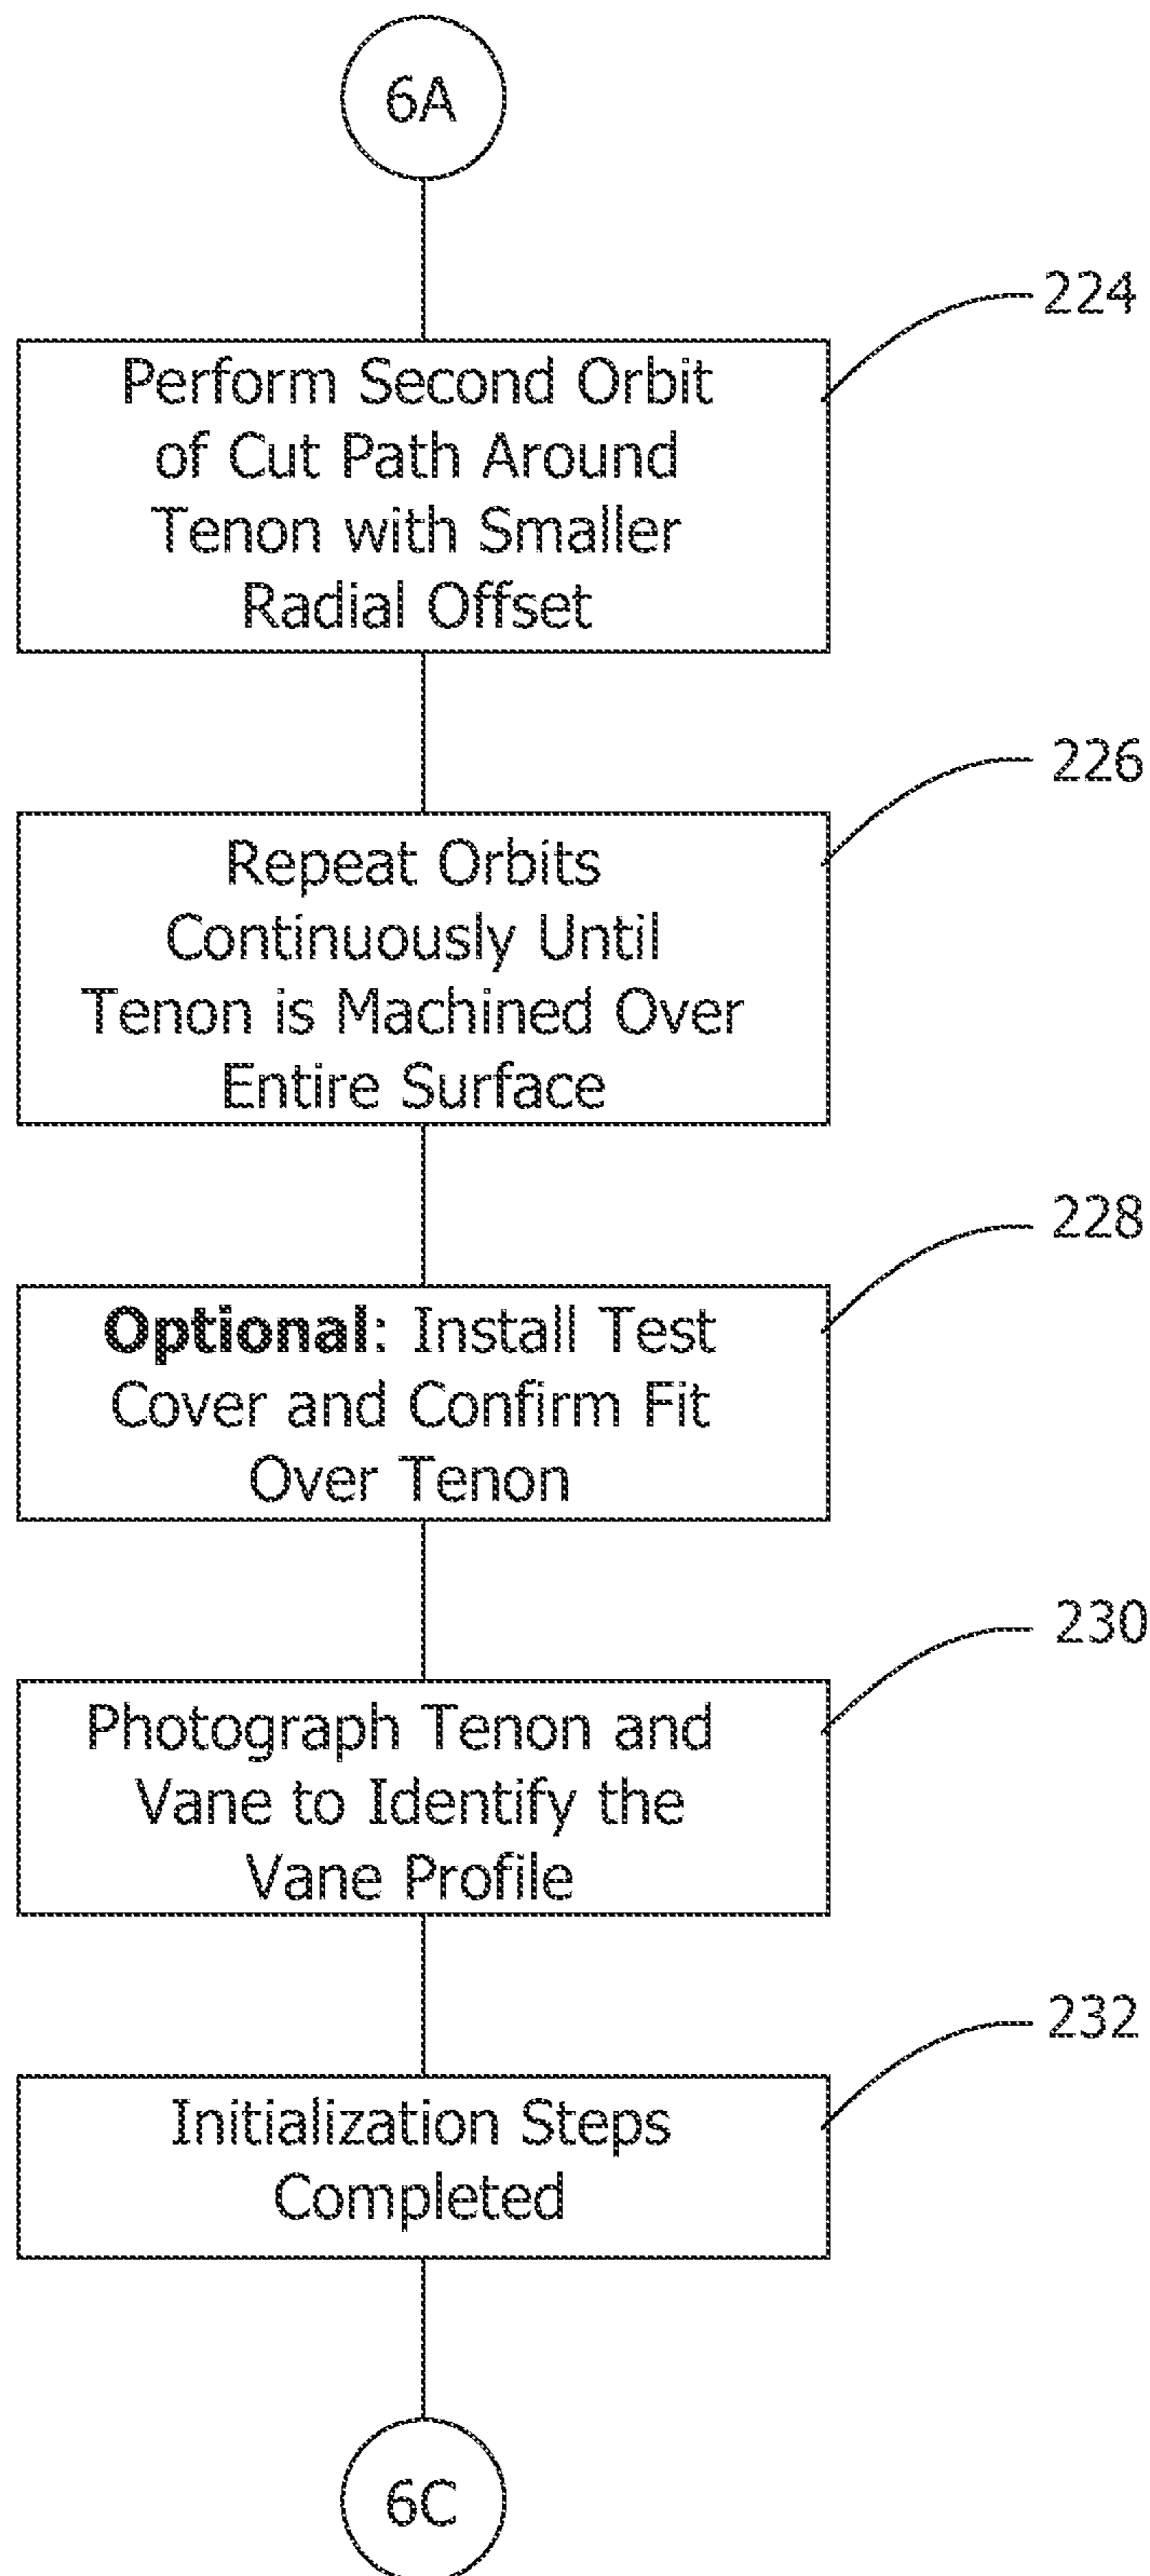 6A
224
Perform Second Orbit
of Cut Path Around
Tenon with Smaller
Radial Offset
226
Repeat Orbits
Continuously Until
Tenon is Machined Over
Entire Surface
228
Optional: Install Test
Cover and Confirm Fit
Over Tenon
230
Photograph Tenon and
Vane to Identify the
Vane Profile
232
Initialization Steps
Completed
6C